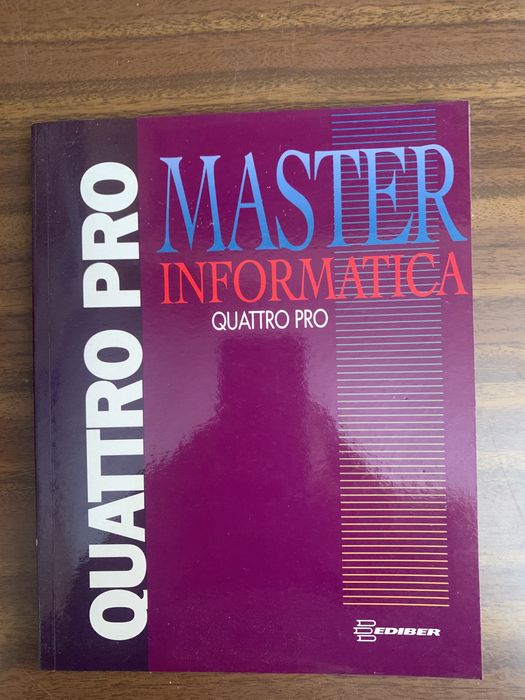 QUATTRO PRO
MASTER
INFORMATICA
QUATTRO PRO
EDIBER